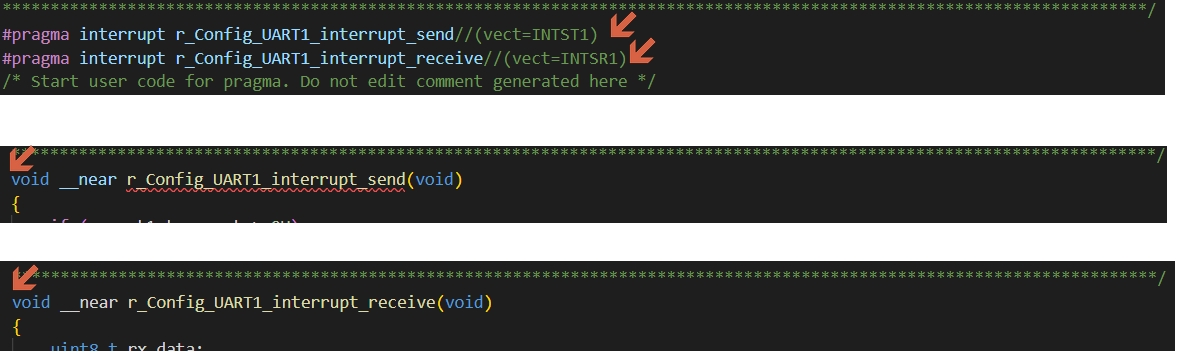 ******************************************************************************************************************/
#pragma interrupt r_Config_UART1_interrupt_send//(vect=INTST1)
#pragma interrupt r_Config_UART1_interrupt_receive//(vect=INTSR1)
/* Start user code for pragma. Do not edit comment generated here */
******************************************************************************************************************/
void __near r_Config_UART1_interrupt_send(void)
{
******************************************************************************************************************/
void __near r_Config_UART1_interrupt_receive(void)
{
uint8_t rx_data;